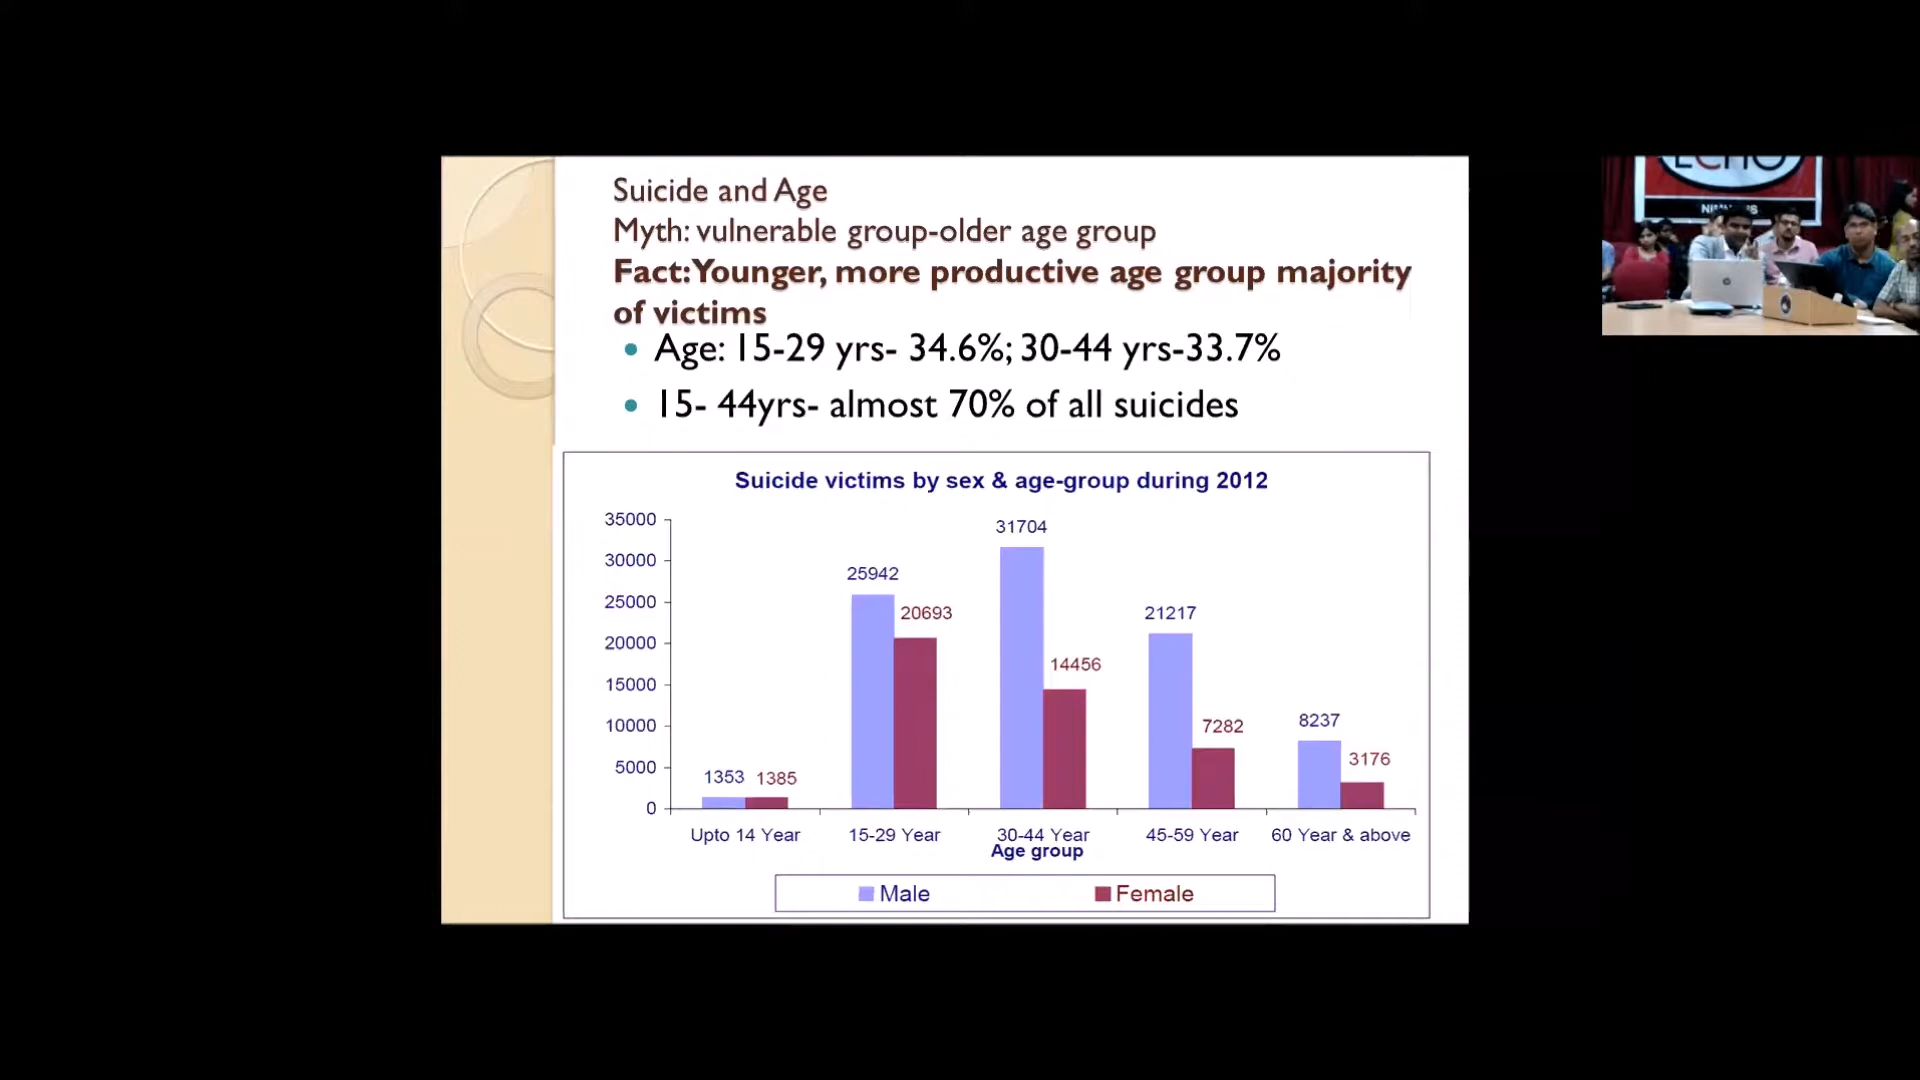 Suicide and Age
Myth: vulnerable group-older age group
Fact: Younger, more productive age group majority
of victims
Age: 15-29 yrs- 34.6%; 30-44 yrs-33.7%
15- 44yrs- almost 70% of all suicides
Suicide victims by sex & age-group during 2012
35000
30000
25000
20000
15000
10000
5000
0
1353
1385
25942
20693
31704
14456
21217
7282
8237
3176
Upto 14 Year
15-29 Year
30-44 Year
45-59 Year
60 Year & above
Age group
Male
Female
ECHO